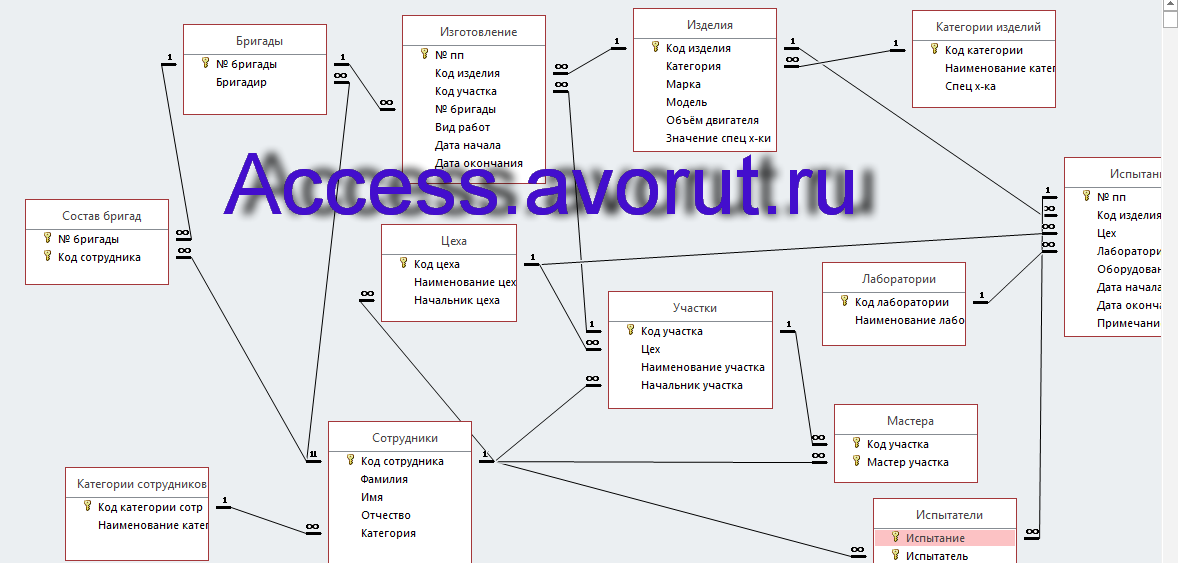 Бригады
№ бригады
Бригадир
Изготовление
№ пп
Код изделия
Код участка
№ бригады
Вид работ
Дата начала
Дата окончания
Изделия
Код изделия
Категория
Марка
Модель
Объём двигателя
Значение спец х-ки
Категории изделий
Код категории
Наименование катег
Спец х-ка
Access.avorut.ru
Испытан
№ пп
Код изделия
Цех
Лаборатори
Оборудован
Дата начала
Дата оконча
Примечани
Состав бригад
№ бригады
Код сотрудника
Цеха
Код цеха
Наименование цех
Начальник цеха
Участки
Код участка
Цех
Наименование участка
Начальник участка
Лаборатории
Код лаборатории
Наименование лабо
Мастера
Код участка
Мастер участка
Сотрудники
Код сотрудника
Фамилия
Имя
Отчество
Категория
Категории сотрудников
Код категории сотр
Наименование катег
Испытатели
Испытание
Испытатель